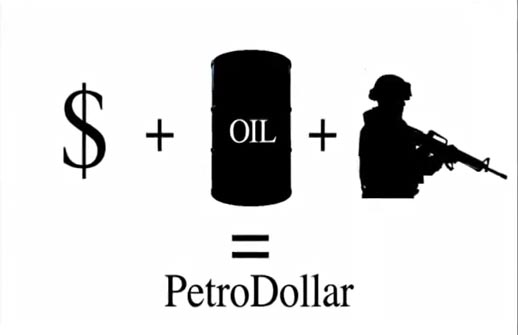 $ + OIL +
=
PetroDollar